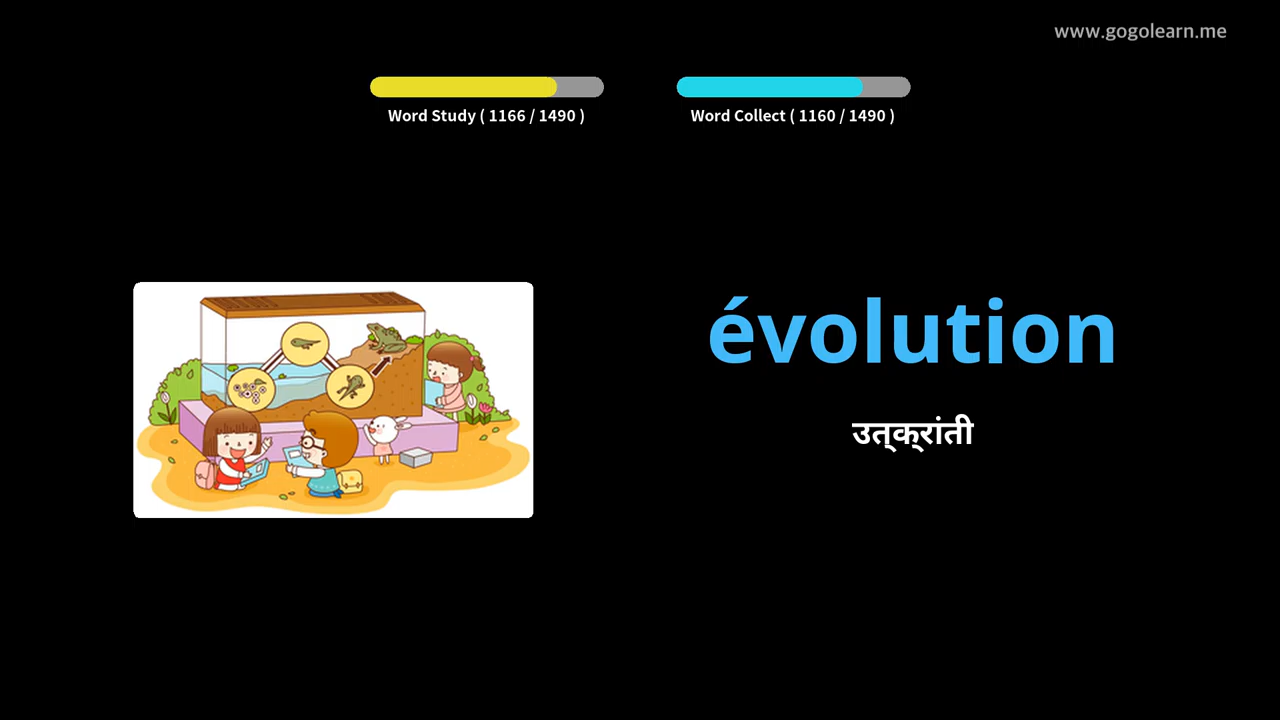 www.gogolearn.me
Word Study ( 1166 / 1490 )
Word Collect ( 1160 / 1490 )
évolution
उत्क्रांती